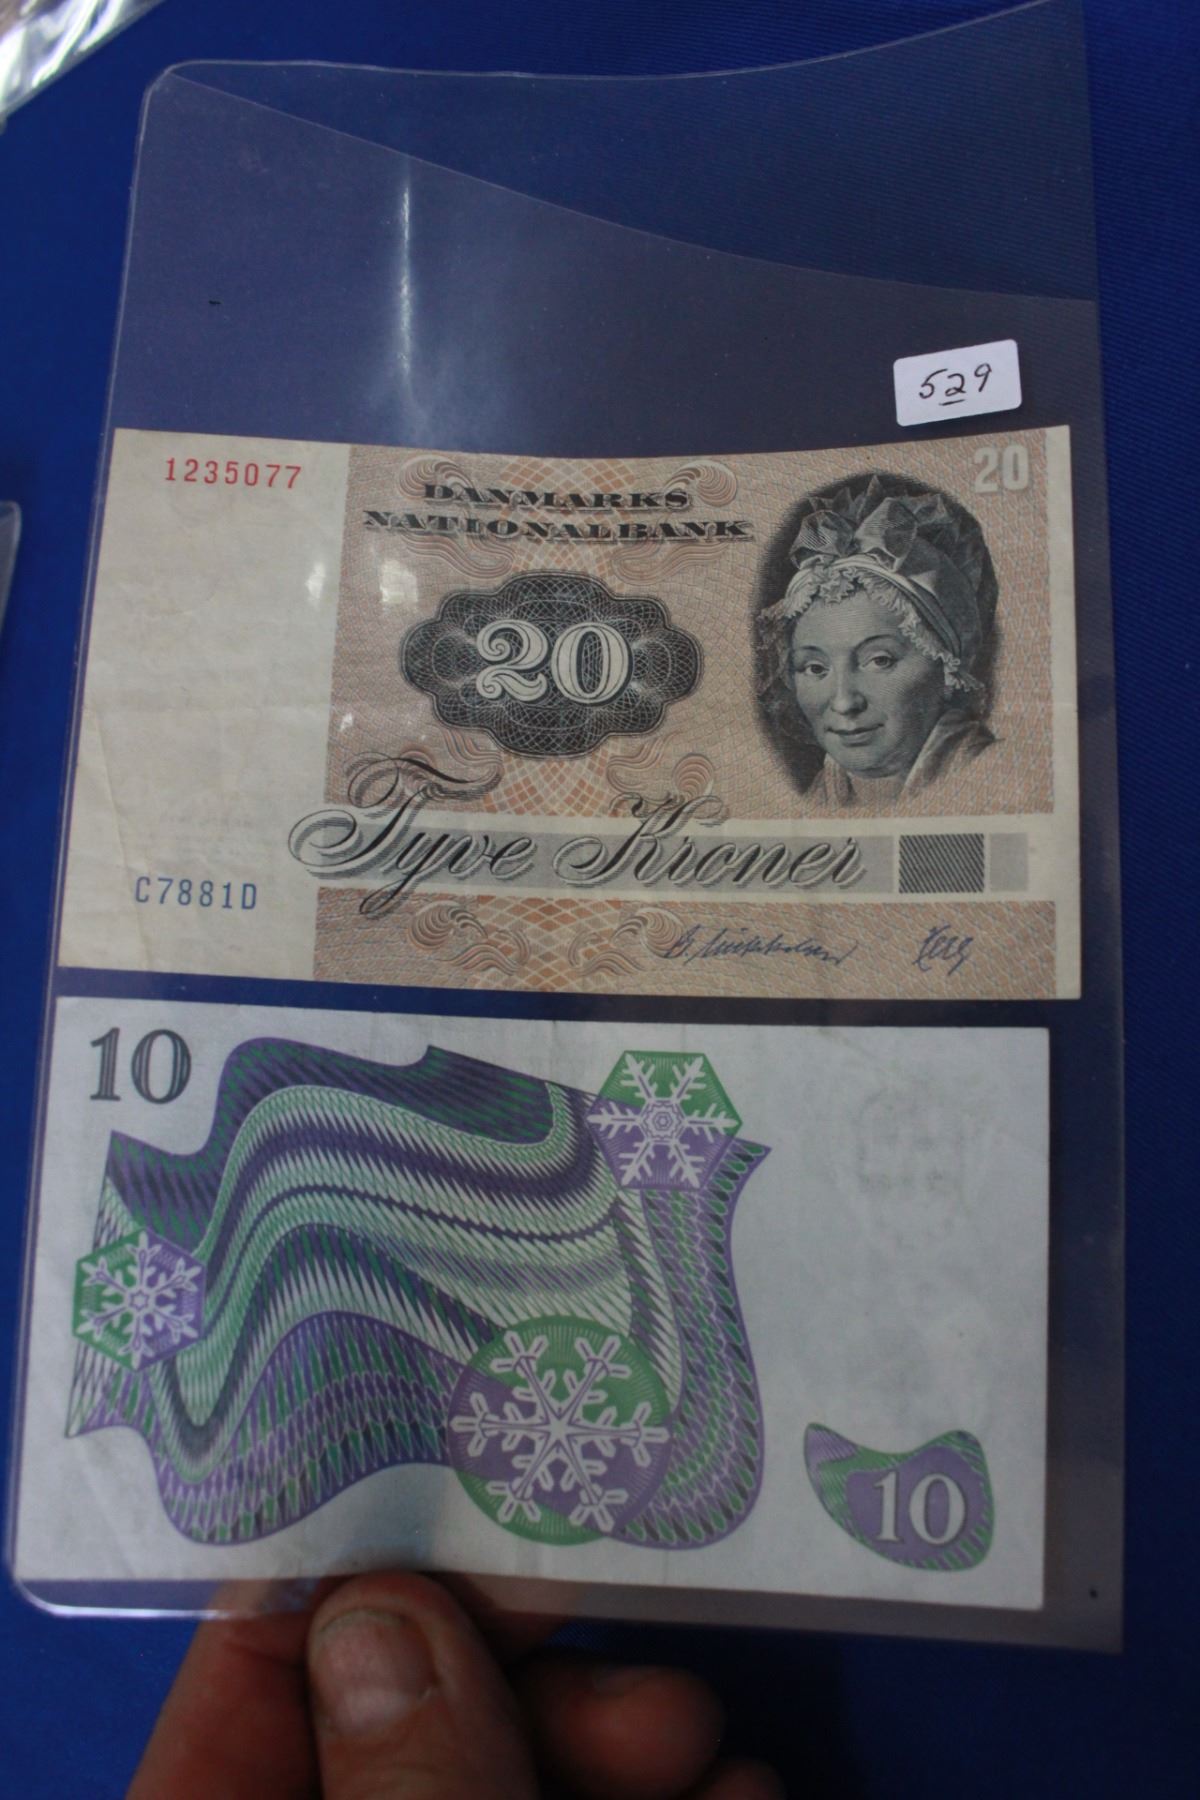 529
1235077
20
DANMARKS
NATIONALBANK
20
Tyve Kroner
C7881D
10
10